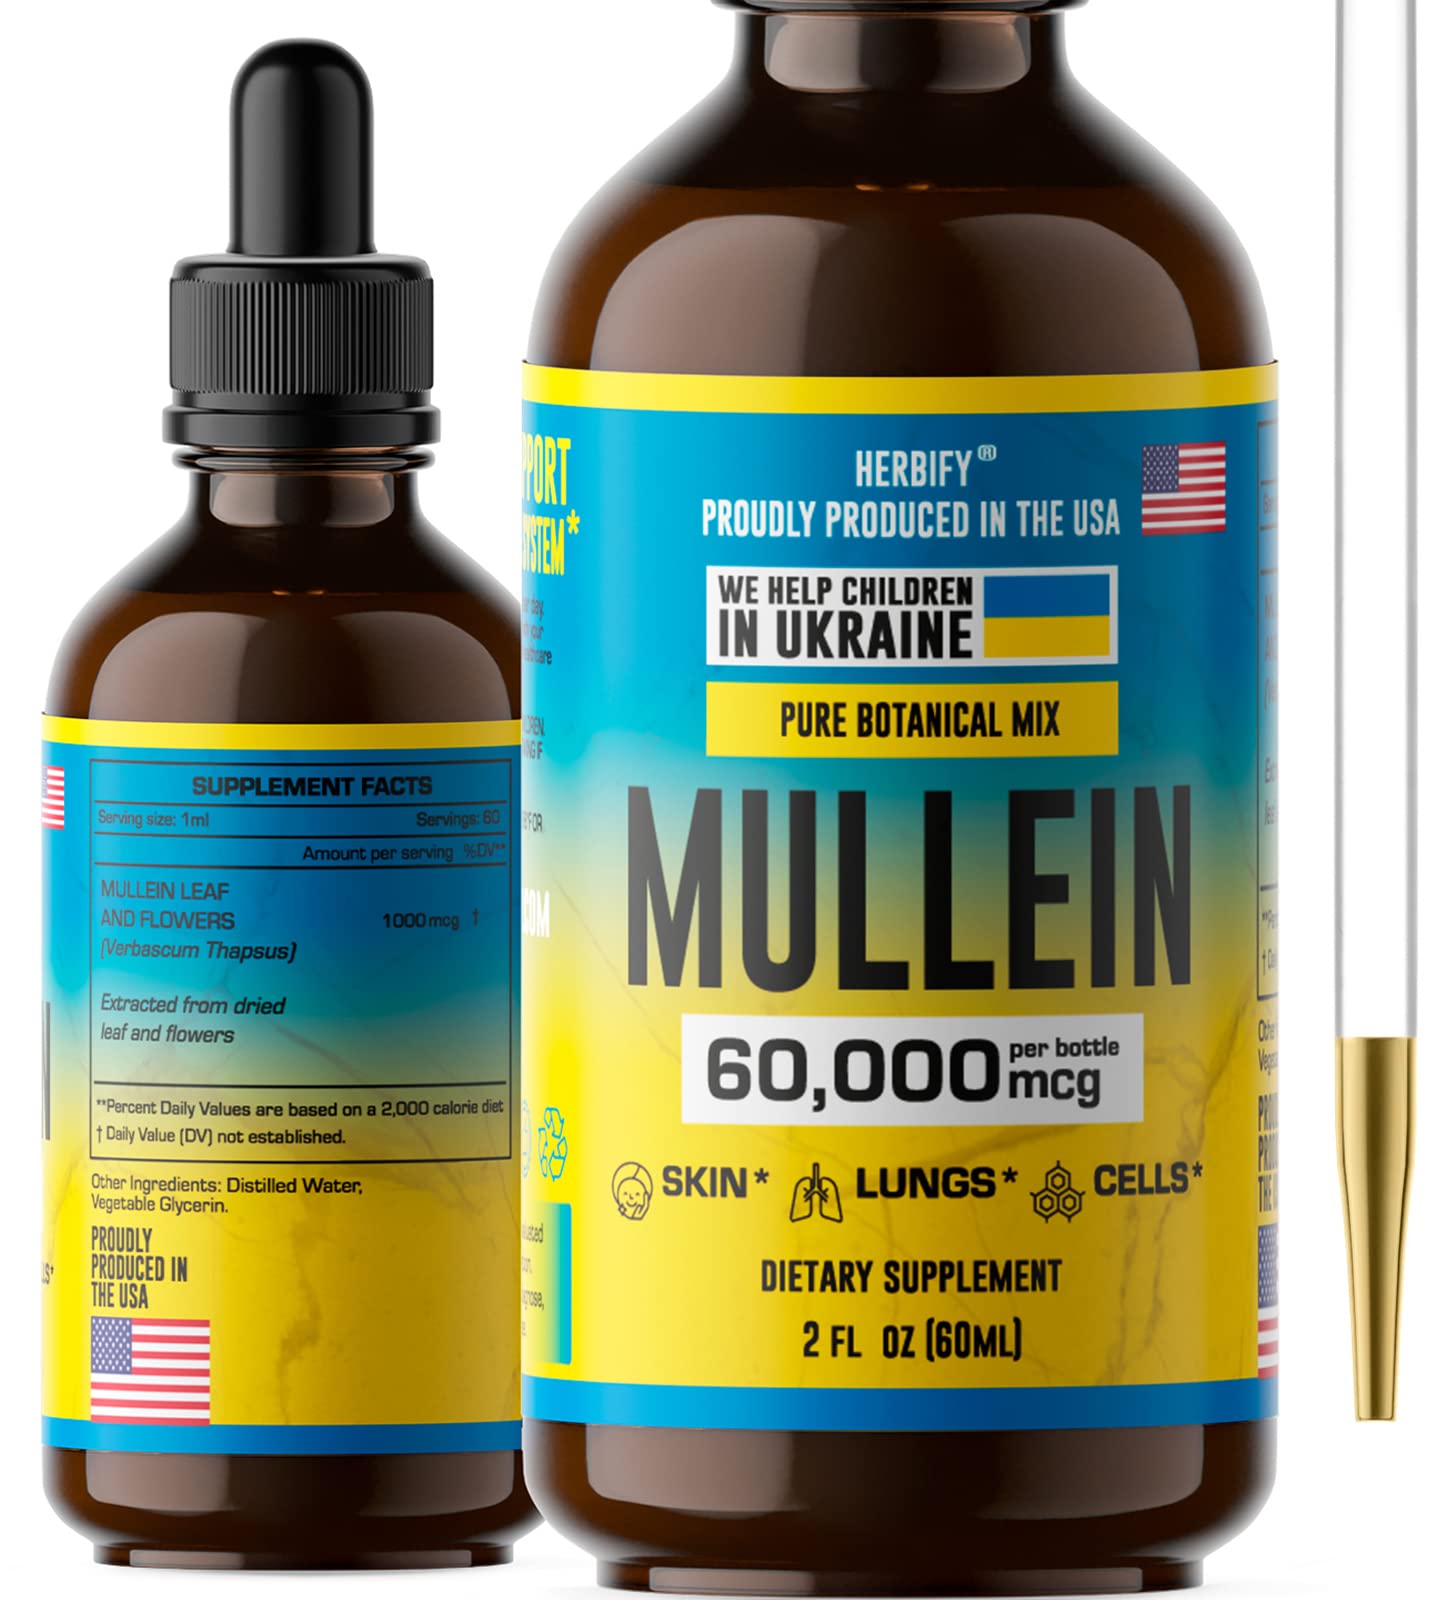 SUPPLEMENT FACTS
Serving size: 1ml Servings: 60
Amount per serving %DV**
MULLEIN LEAF
AND FLOWERS 1000 mcg †
(Verbascum Thapsus)
Extracted from dried
leaf and flowers
**Percent Daily Values are based on a 2,000 calorie diet
† Daily Value (DV) not established.
Other Ingredients: Distilled Water,
Vegetable Glycerin.
PROUDLY
PRODUCED IN
THE USA
HERBIFY®
PROUDLY PRODUCED IN THE USA
WE HELP CHILDREN
IN UKRAINE
PURE BOTANICAL MIX
MULLEIN
60,000 per bottle
mcg
SKIN* LUNGS* CELLS*
DIETARY SUPPLEMENT
2 FL OZ (60ML)